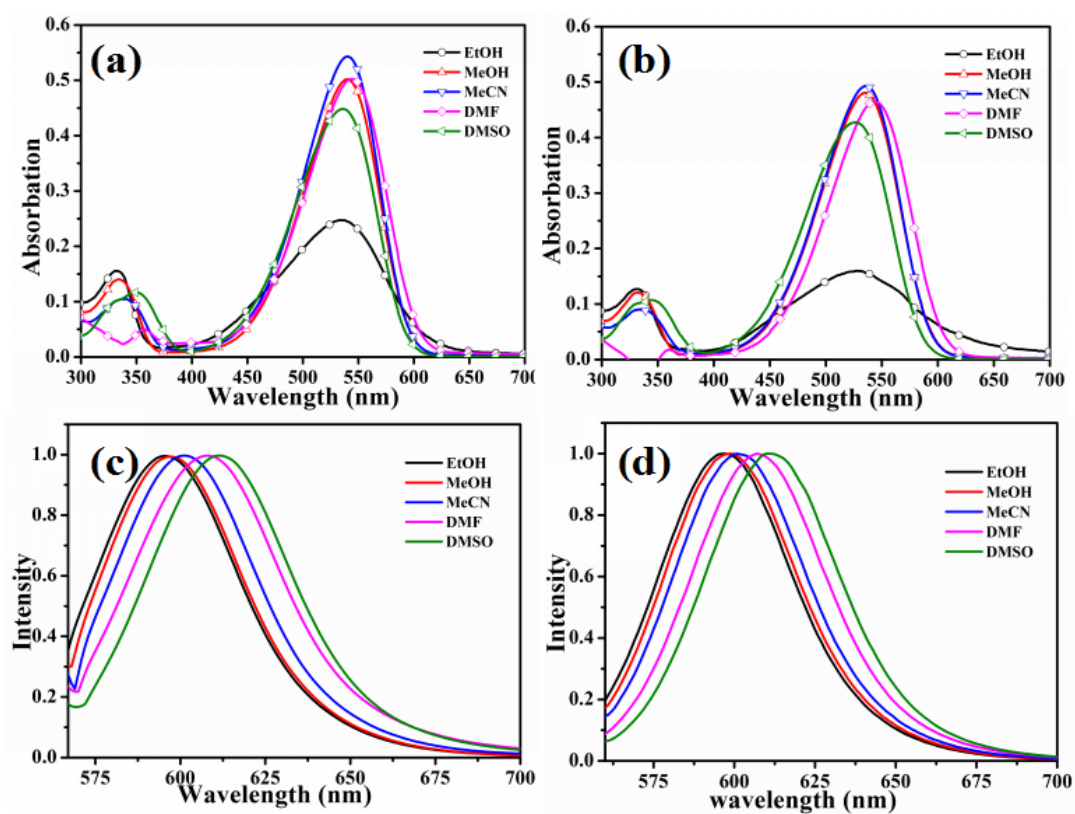 (a)
Absorbation
0.6
0.5
0.4
0.3
0.2
0.1
0.0
300 350 400 450 500 550 600 650 700
Wavelength (nm)
EtOH
MeOH
MeCN
DMF
DMSO
(b)
Absorbation
0.6
0.5
0.4
0.3
0.2
0.1
0.0
300 350 400 450 500 550 600 650 700
Wavelength (nm)
EtOH
MeOH
MeCN
DMF
DMSO
(c)
Intensity
1.0
0.8
0.6
0.4
0.2
0.0
575 600 625 650 675 700
Wavelength (nm)
EtOH
MeOH
MeCN
DMF
DMSO
(d)
Intensity
1.0
0.8
0.6
0.4
0.2
0.0
575 600 625 650 675 700
wavelength (nm)
EtOH
MeOH
MeCN
DMF
DMSO